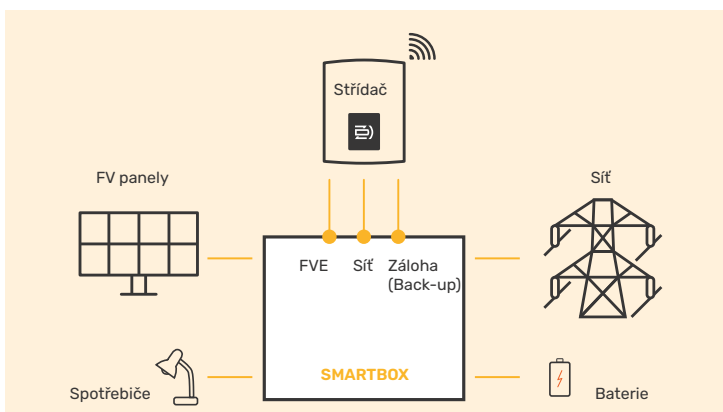 Střídač
FV panely
Síť
FVE
Síť
Záloha
(Back-up)
SMARTBOX
Spotřebiče
Baterie